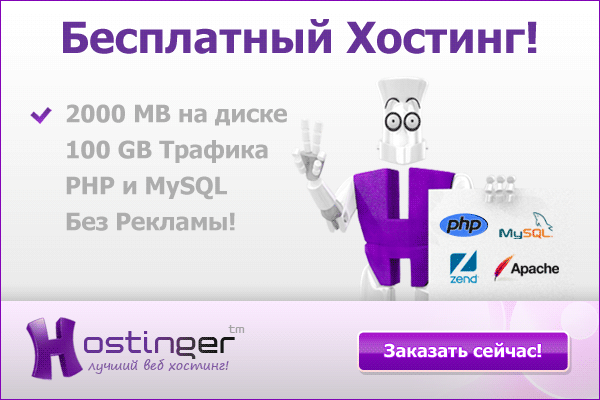 Бесплатный Хостинг!
2000 MB на диске
100 GB Трафика
PHP и MySQL
Без Рекламы!
php
MySQL
zend
Apache
Hostinger tm
лучший веб хостинг!
Заказать сейчас!